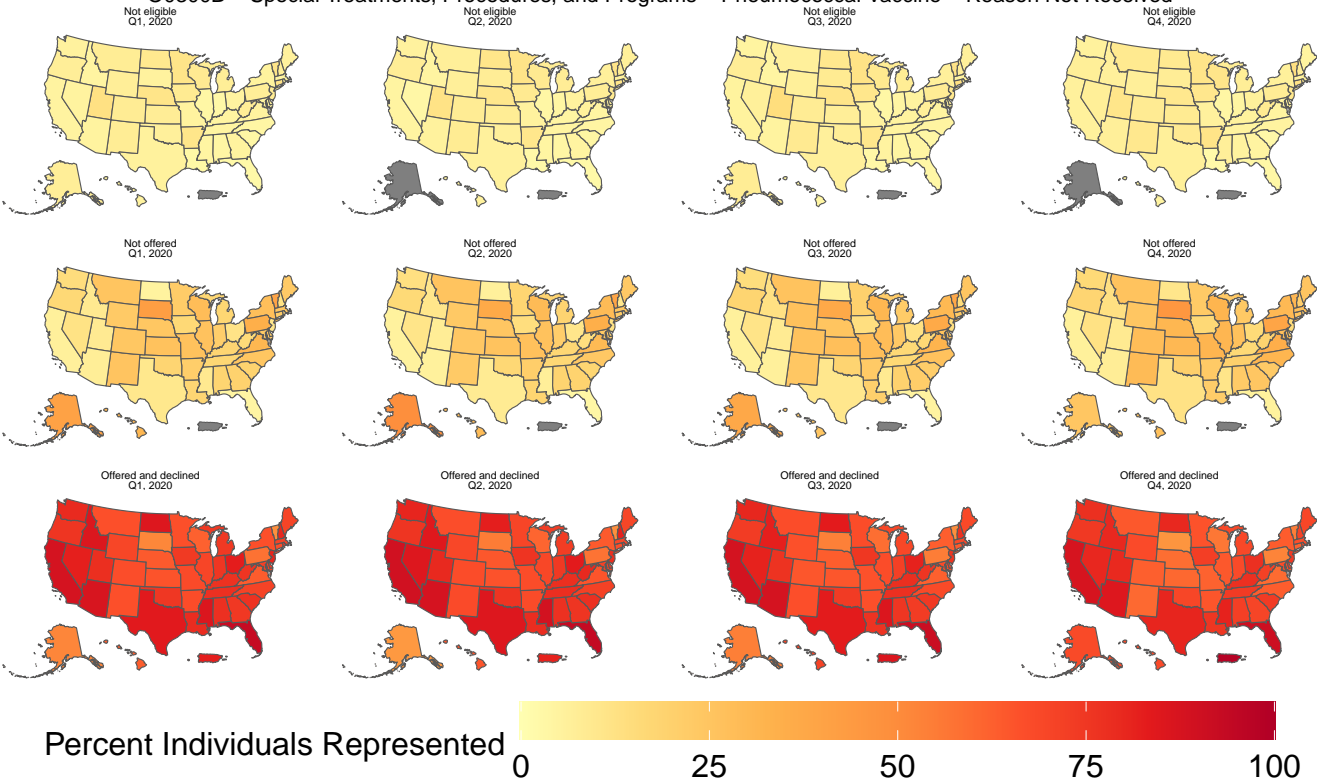 Special Treatments, Procedures, and Programs
Pneumococcal Vaccine
Reason Not Received
Not eligible
Q1, 2020
Not eligible
Q2, 2020
Not eligible
Q3, 2020
Not eligible
Q4, 2020
Not offered
Q1, 2020
Not offered
Q2, 2020
Not offered
Q3, 2020
Not offered
Q4, 2020
Offered and declined
Q1, 2020
Offered and declined
Q2, 2020
Offered and declined
Q3, 2020
Offered and declined
Q4, 2020
Percent Individuals Represented
0 25 50 75 100